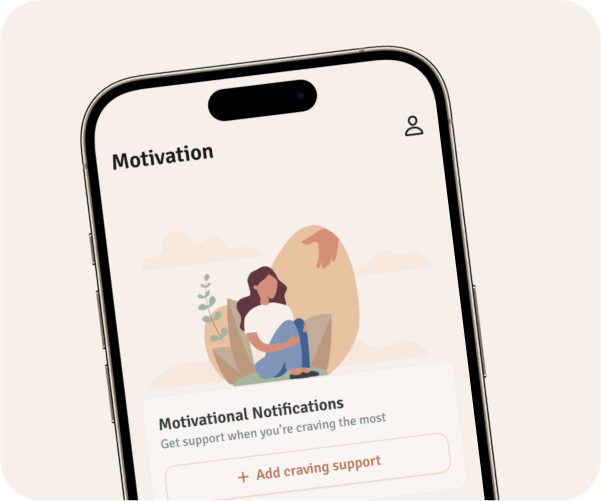 Motivation
Motivational Notifications
Get support when you're craving the most
+ Add craving support